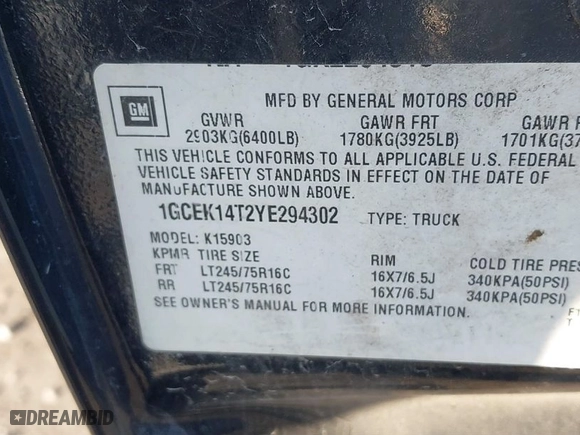 GM
MFD BY GENERAL MOTORS CORP
GVWR GAWR FRT GAWR
2903KG(6400LB) 1780KG(3925LB) 1701KG(37
THIS VEHICLE CONFORMS TO ALL APPLICABLE U.S. FEDERAL
VEHICLE SAFETY STANDARDS IN EFFECT ON THE DATE OF
MANUFACTURE SHOWN ABOVE.
1GCEK14T2YE294302 TYPE: TRUCK
MODEL: K15903
KPMR TIRE SIZE RIM COLD TIRE PRES
FRT LT245/75R16C 16X7/6.5J 340KPA(50PSI)
RR LT245/75R16C 16X7/6.5J 340KPA(50PSI)
SEE OWNER'S MANUAL FOR MORE INFORMATION.
DREAMBID